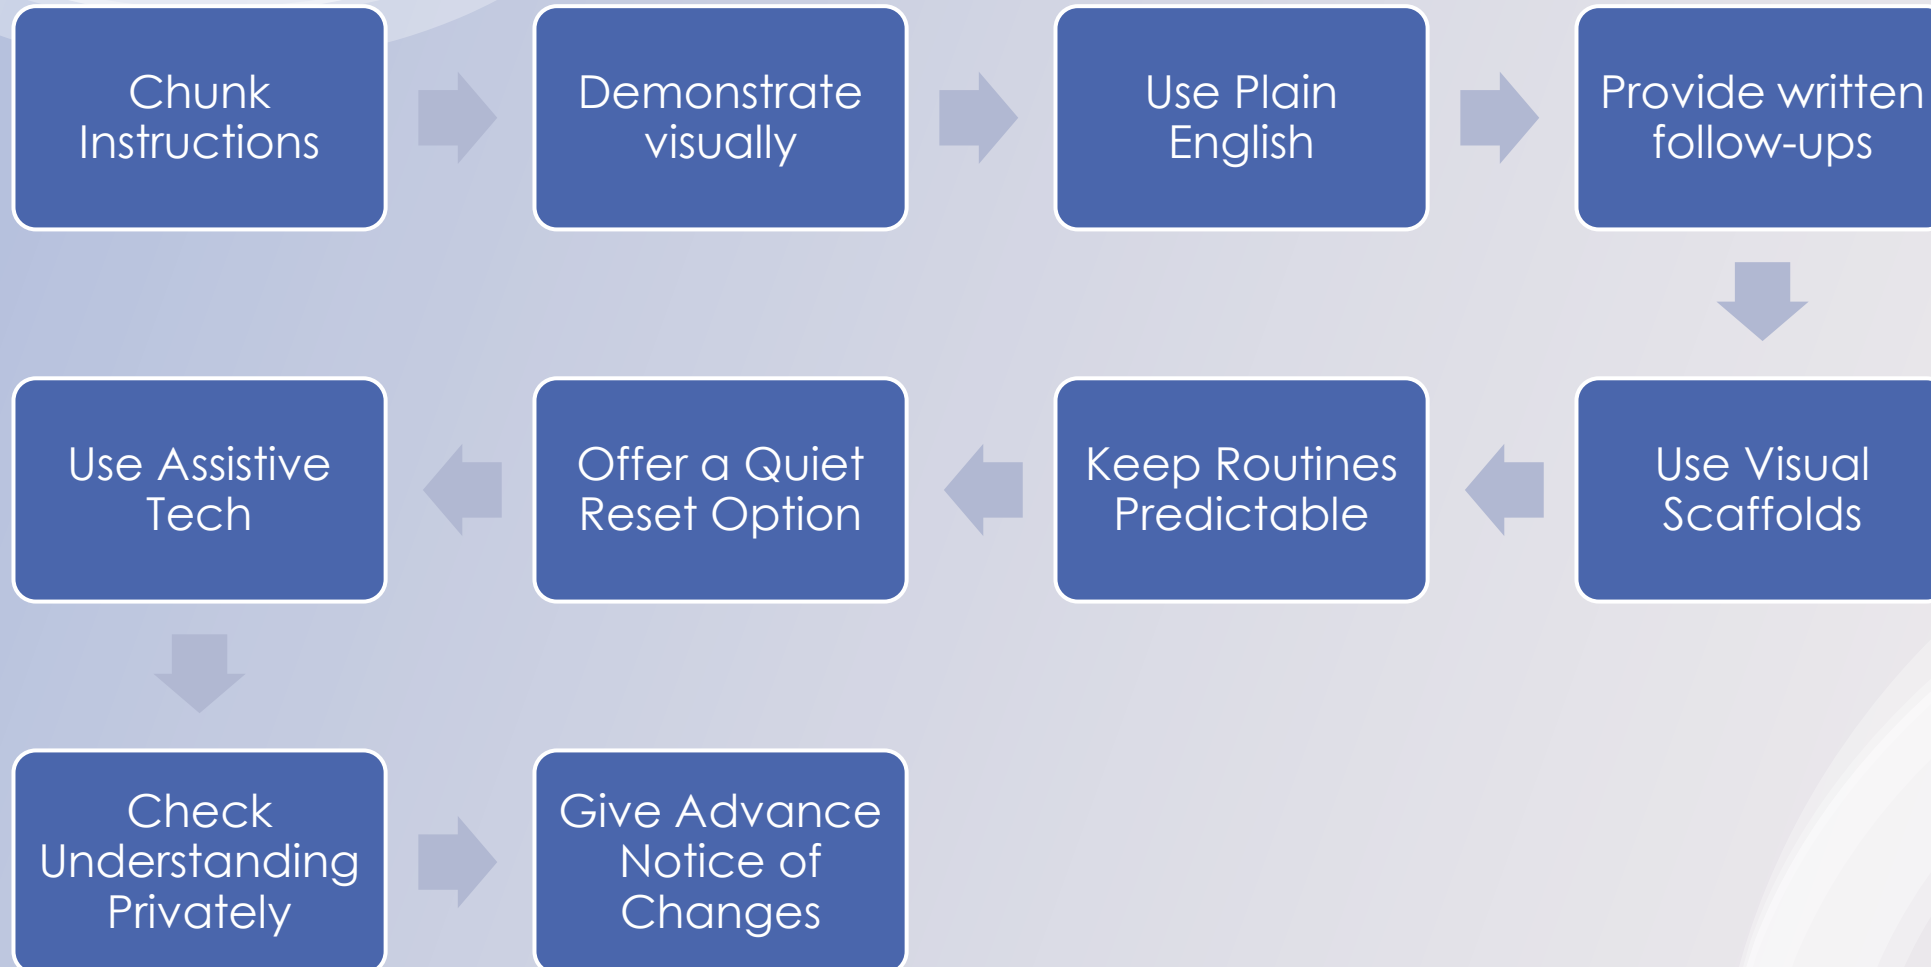 Chunk
Instructions
Demonstrate
visually
Use Plain
English
Provide written
follow-ups
Use Visual
Scaffolds
Keep Routines
Predictable
Offer a Quiet
Reset Option
Use Assistive
Tech
Check
Understanding
Privately
Give Advance
Notice of
Changes